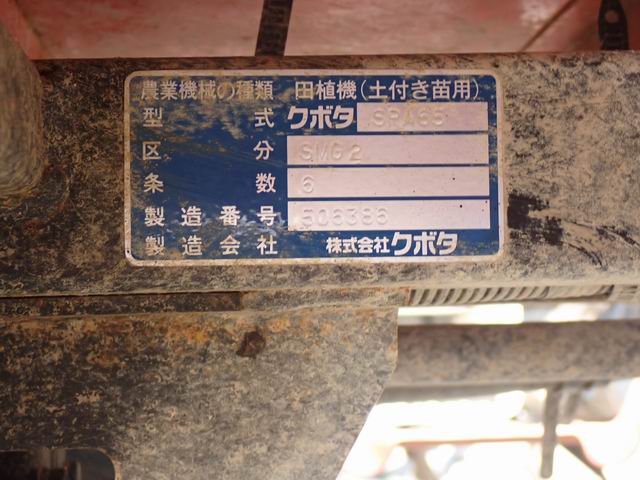 農業機械の種類 田植機(土付き苗用)
型式 クボタ SPA65
区分 SMG2
条数 6
製造番号 506386
製造会社 株式会社クボタ